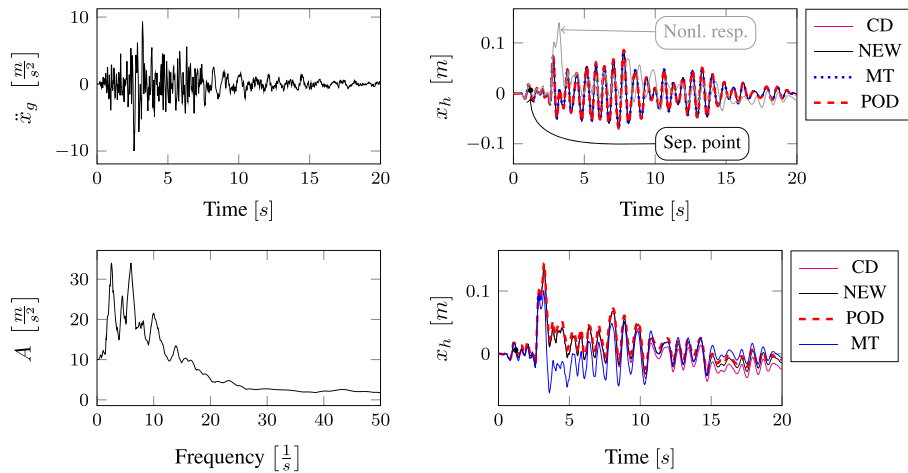 10
0
−10
ẍ_g [m/s²]
0 5 10 15 20
Time [s]
0.1
0
−0.1
x_h [m]
Nonl. resp.
Sep. point
0 5 10 15 20
Time [s]
CD
NEW
MT
POD
30
20
10
0
A [m/s²]
0 10 20 30 40 50
Frequency [1/s]
0.1
0
x_h [m]
0 5 10 15 20
Time [s]
CD
NEW
POD
MT